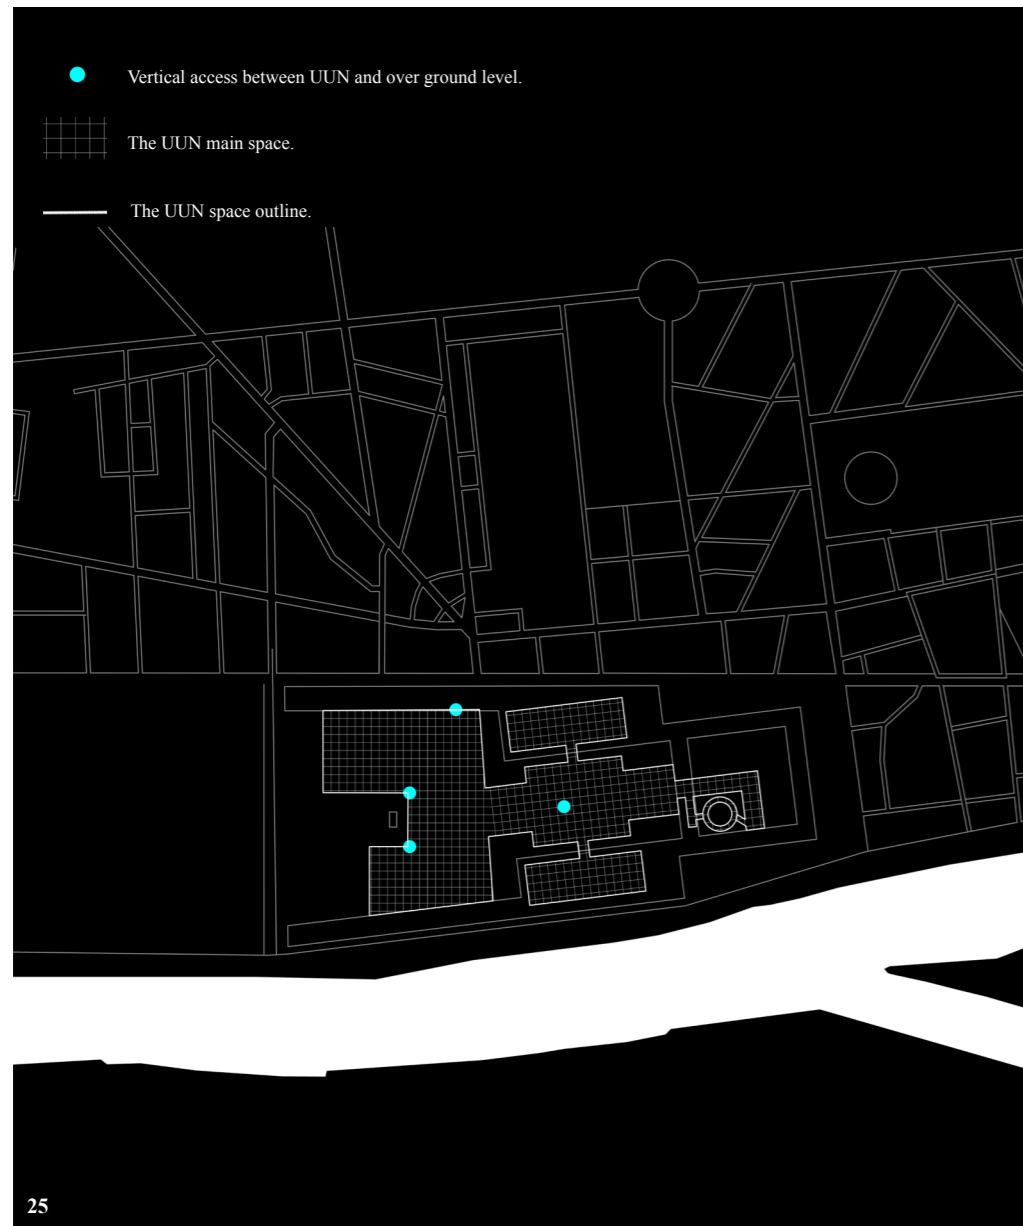 Vertical access between UUN and over ground level.
The UUN main space.
The UUN space outline.
25